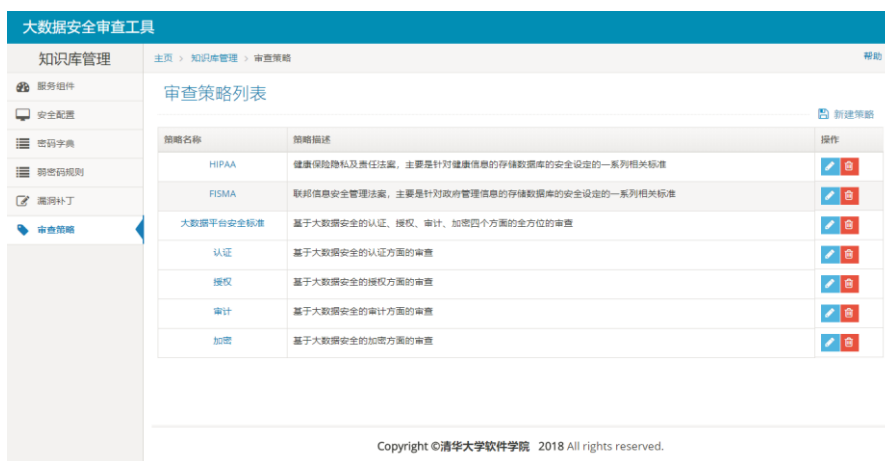 大数据安全审查工具
知识库管理
主页 > 知识库管理 > 审查策略
帮助
服务组件
安全配置
密码字典
弱密码规则
漏洞补丁
审查策略
审查策略列表
新建策略
策略名称 策略描述 操作
HIPAA 健康保险隐私及责任法案，主要是针对健康信息的存储数据库的安全设定的一系列相关标准
FISMA 联邦信息安全管理法案，主要是针对政府管理信息的存储数据库的安全设定的一系列相关标准
大数据平台安全标准 基于大数据安全的认证、授权、审计、加密四个方面的全方位的审查
认证 基于大数据安全的认证方面的审查
授权 基于大数据安全的授权方面的审查
审计 基于大数据安全的审计方面的审查
加密 基于大数据安全的加密方面的审查
Copyright ©清华大学软件学院 2018 All rights reserved.